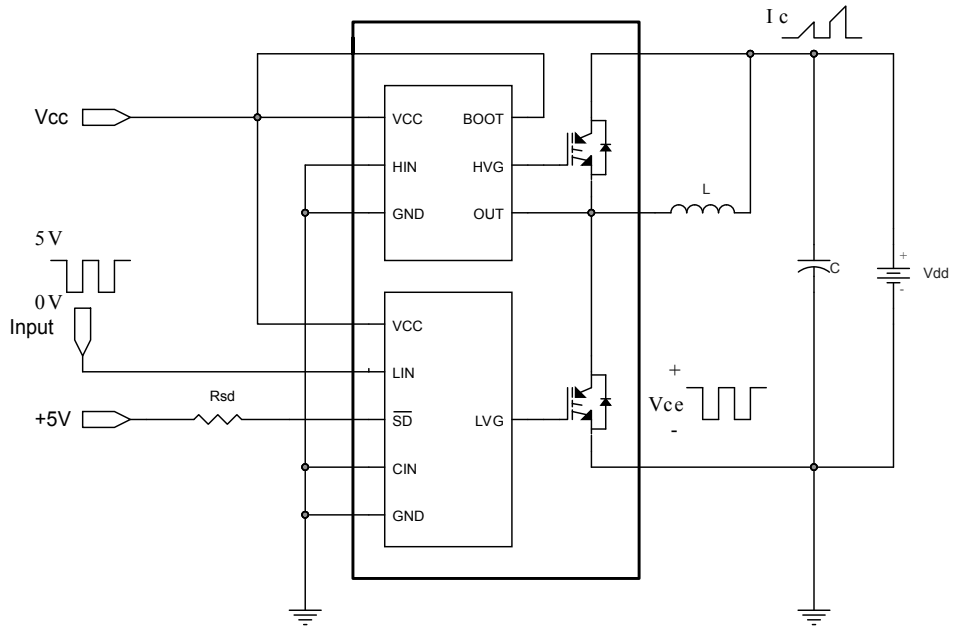 I c
Vcc
VCC
BOOT
HIN
HVG
GND
OUT
L
5V
0V
Input
VCC
LIN
+5V
Rsd
SD
LVG
CIN
GND
+
Vce
-
C
+
Vdd
-